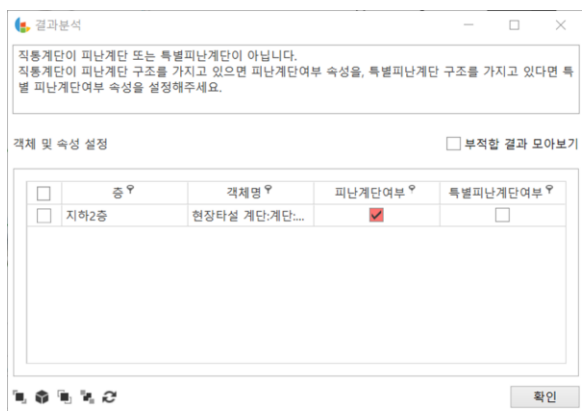 결과분석
직통계단이 피난계단 또는 특별피난계단이 아닙니다.
직통계단이 피난계단 구조를 가지고 있으면 피난계단여부 속성을, 특별피난계단 구조를 가지고 있다면 특
별 피난계단여부 속성을 설정해주세요.
객체 및 속성 설정
부적합 결과 모아보기
층 객체명 피난계단여부 특별피난계단여부
지하2층 현장타설 계단:계단:...
확인